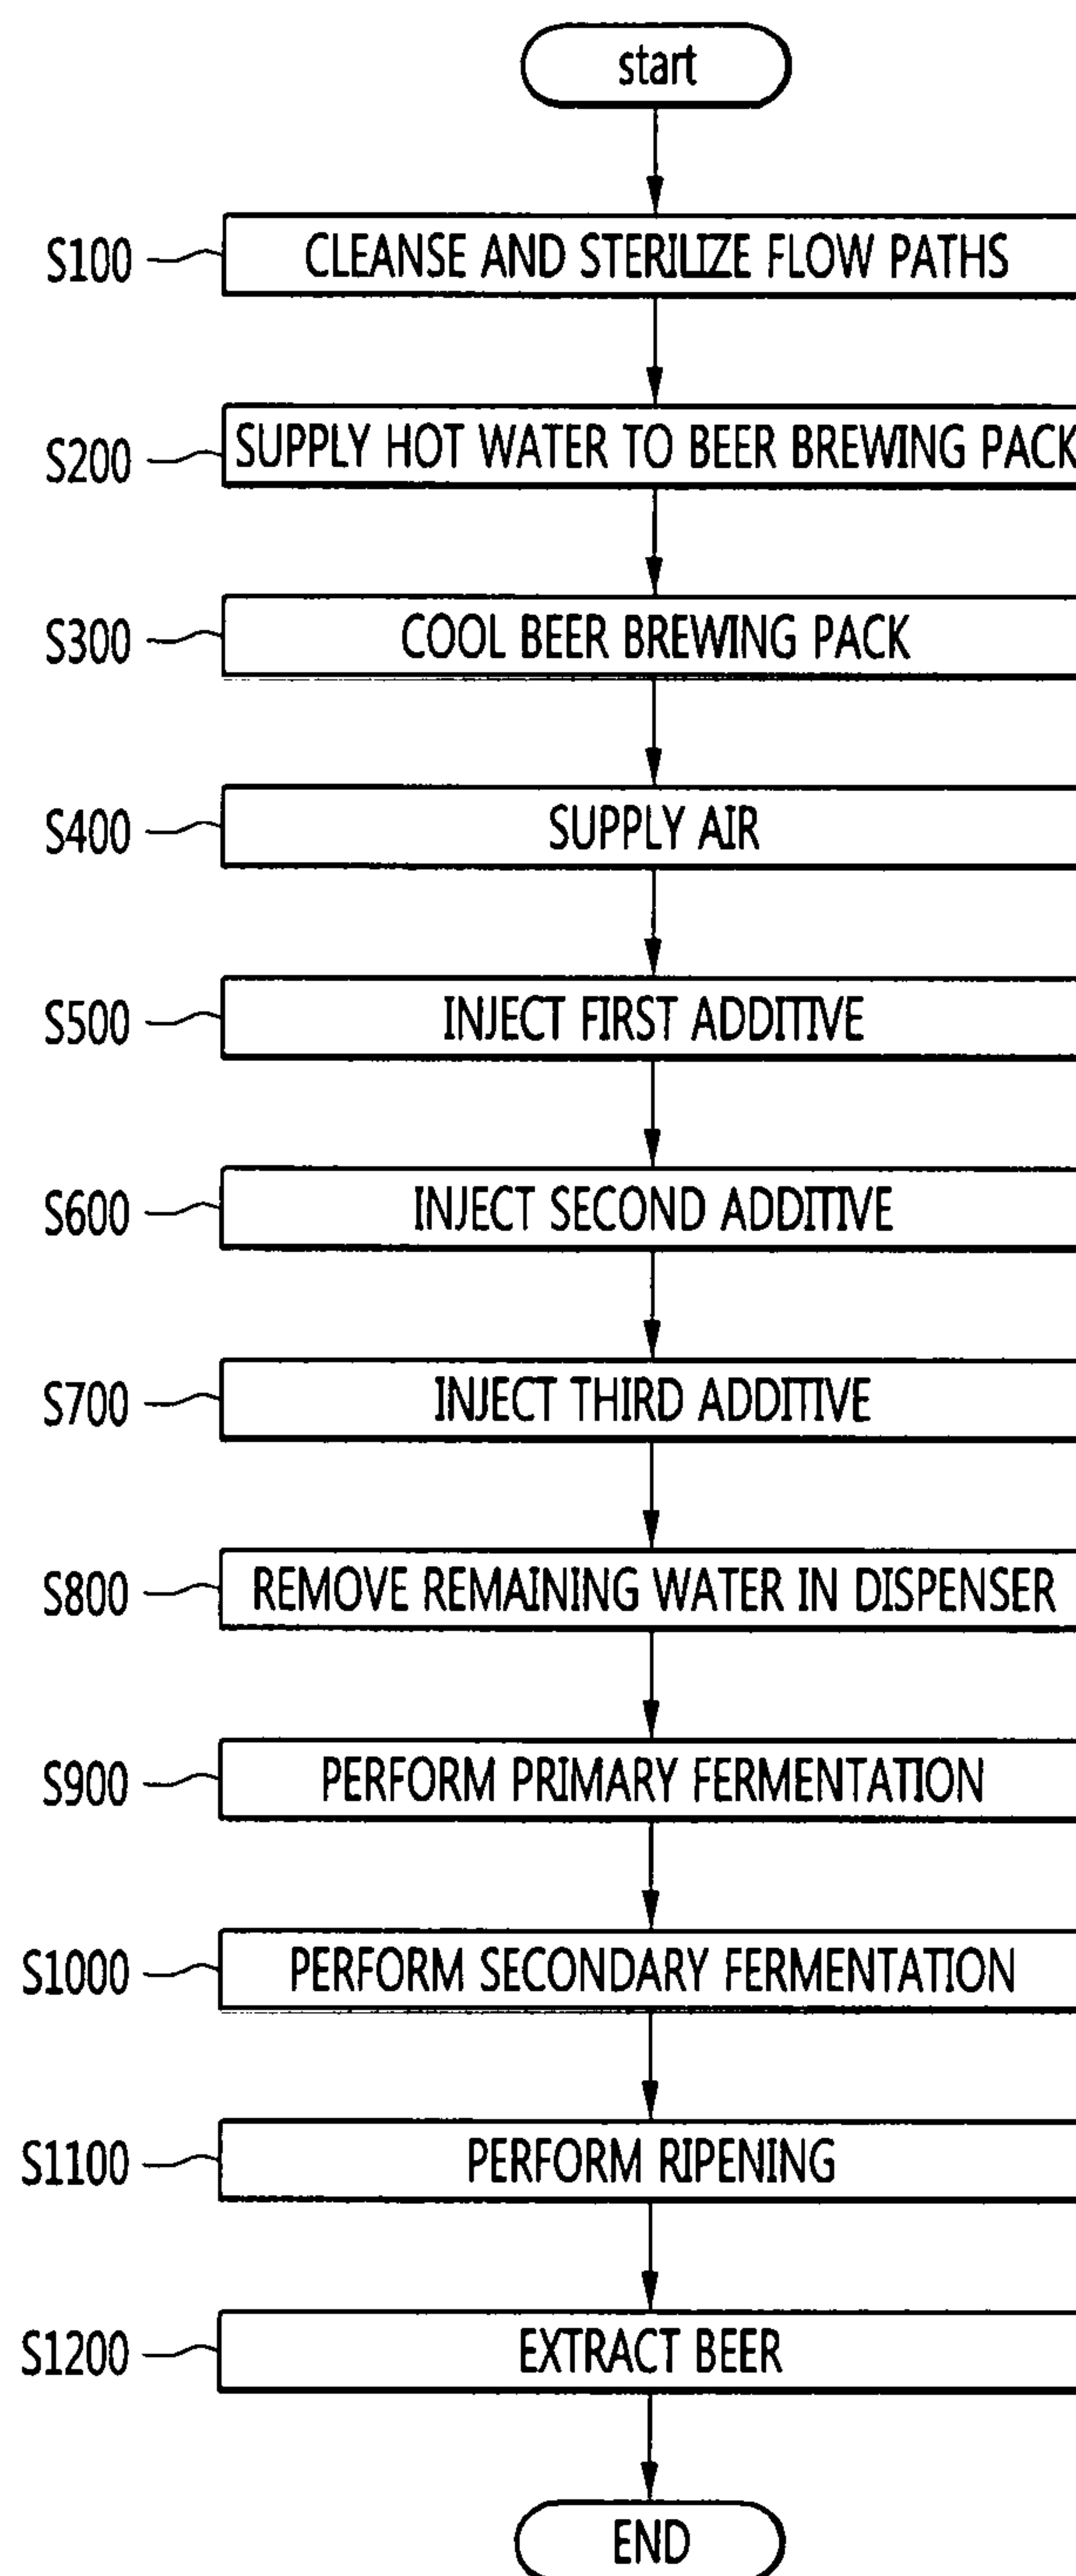 start
S100 CLEANSE AND STERILIZE FLOW PATHS
S200 SUPPLY HOT WATER TO BEER BREWING PACK
S300 COOL BEER BREWING PACK
S400 SUPPLY AIR
S500 INJECT FIRST ADDITIVE
S600 INJECT SECOND ADDITIVE
S700 INJECT THIRD ADDITIVE
S800 REMOVE REMAINING WATER IN DISPENSER
S900 PERFORM PRIMARY FERMENTATION
S1000 PERFORM SECONDARY FERMENTATION
S1100 PERFORM RIPENING
S1200 EXTRACT BEER
END